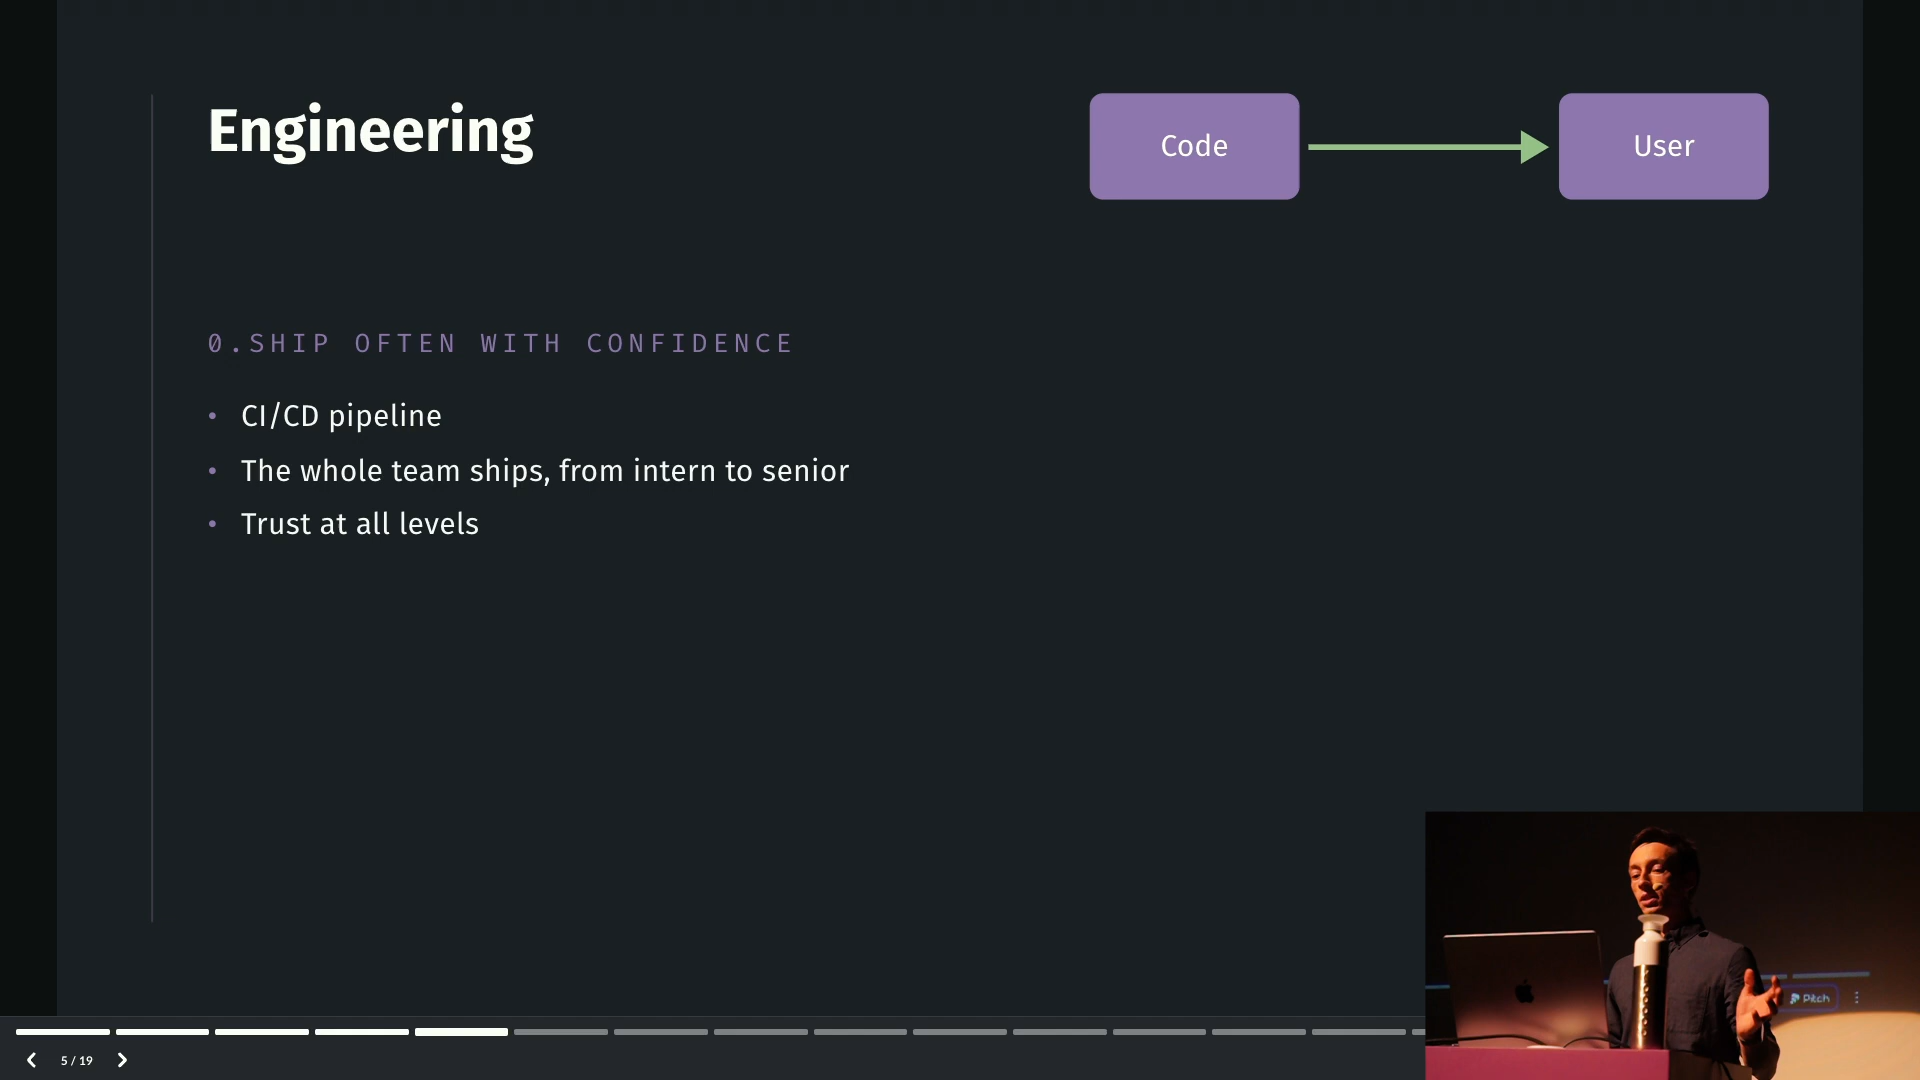 Engineering
Code
User
0.SHIP OFTEN WITH CONFIDENCE
• CI/CD pipeline
• The whole team ships, from intern to senior
• Trust at all levels
Pitch
5 / 19